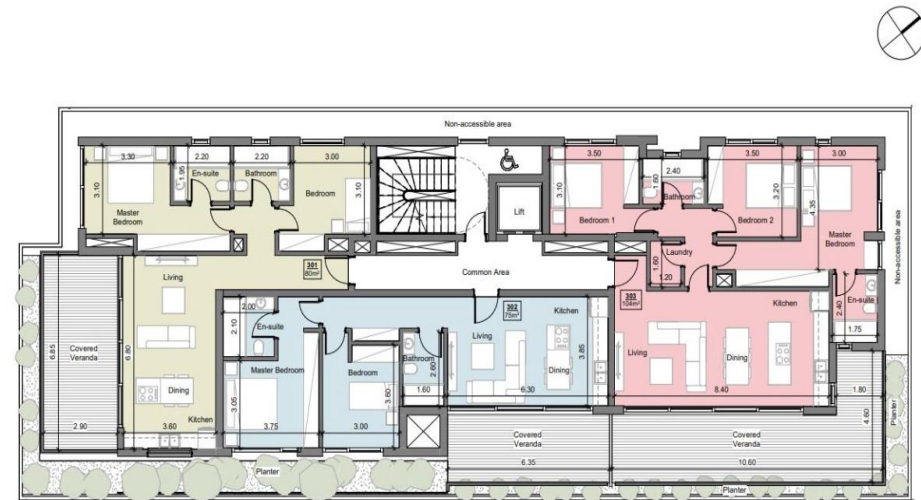 Non-accessible area
3.30
2.20
2.20
3.00
3.50
2.40
3.50
3.00
1.95
En-suite
Bathroom
3.10
3.10
3.10
1.60
Bathroom
3.20
4.35
Master
Bedroom
Bedroom
Lift
Bedroom 1
Bedroom 2
Master
Bedroom
Non-accessible area
301
80m²
Living
Common Area
Laundry
1.60
1.20
303
104m²
En-suite
2.40
1.75
2.00
2.10
En-suite
302
75m²
Kitchen
Kitchen
6.85
Covered
Veranda
6.80
Living
3.85
Living
Dining
Dining
Master Bedroom
Bedroom
Bathroom
2.60
1.60
6.30
8.40
1.80
Dining
3.05
3.60
2.90
3.60
Kitchen
3.75
3.00
4.60
Planter
Covered
Veranda
Covered
Veranda
6.35
10.60
Planter
Planter